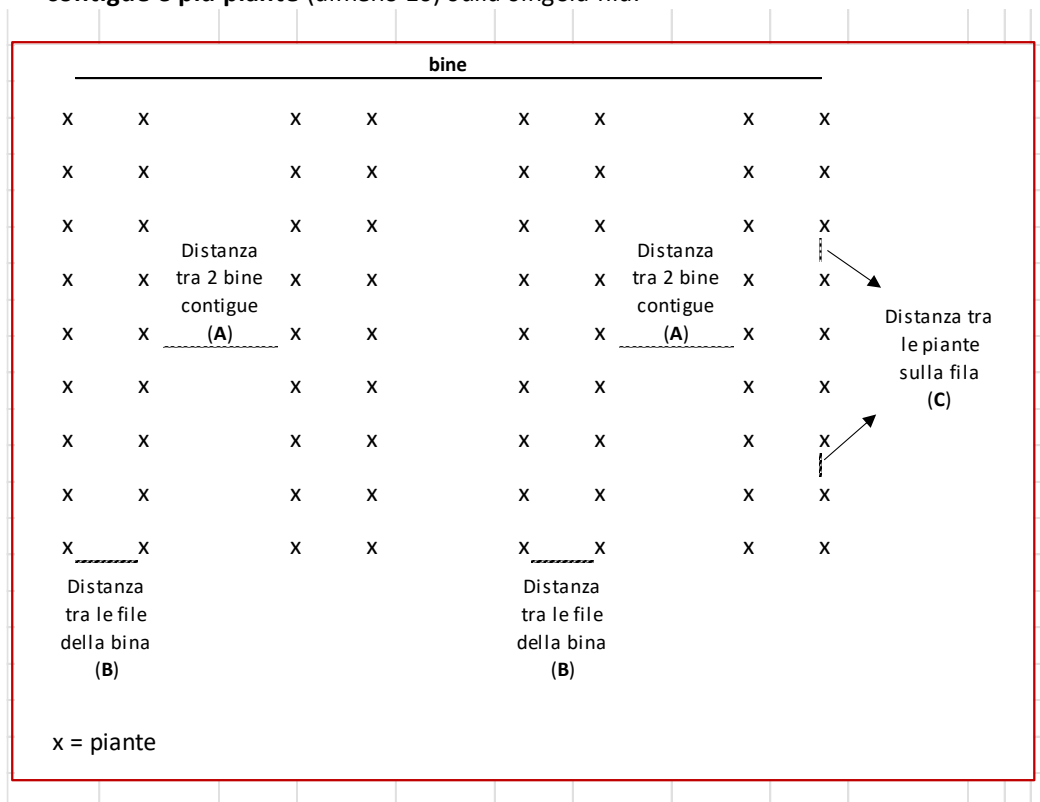 contigue e più piante (almeno 10) sulla singola fila.
bine
x x x x x x x x
x x x x x x x x
x x x x x x x x
Distanza Distanza
x x tra 2 bine x x x x tra 2 bine x x
contigue contigue
x x (A) x x x x (A) x x
Distanza tra
le piante
sulla fila
(C)
x x x x x x x x
x x x x x x x x
x x x x x x x x
x x x x x x x x
Distanza Distanza
tra le file tra le file
della bina della bina
(B) (B)
x = piante